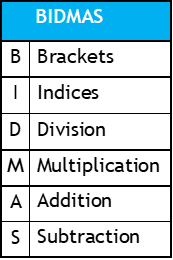 BIDMAS
B Brackets
I Indices
D Division
M Multiplication
A Addition
S Subtraction